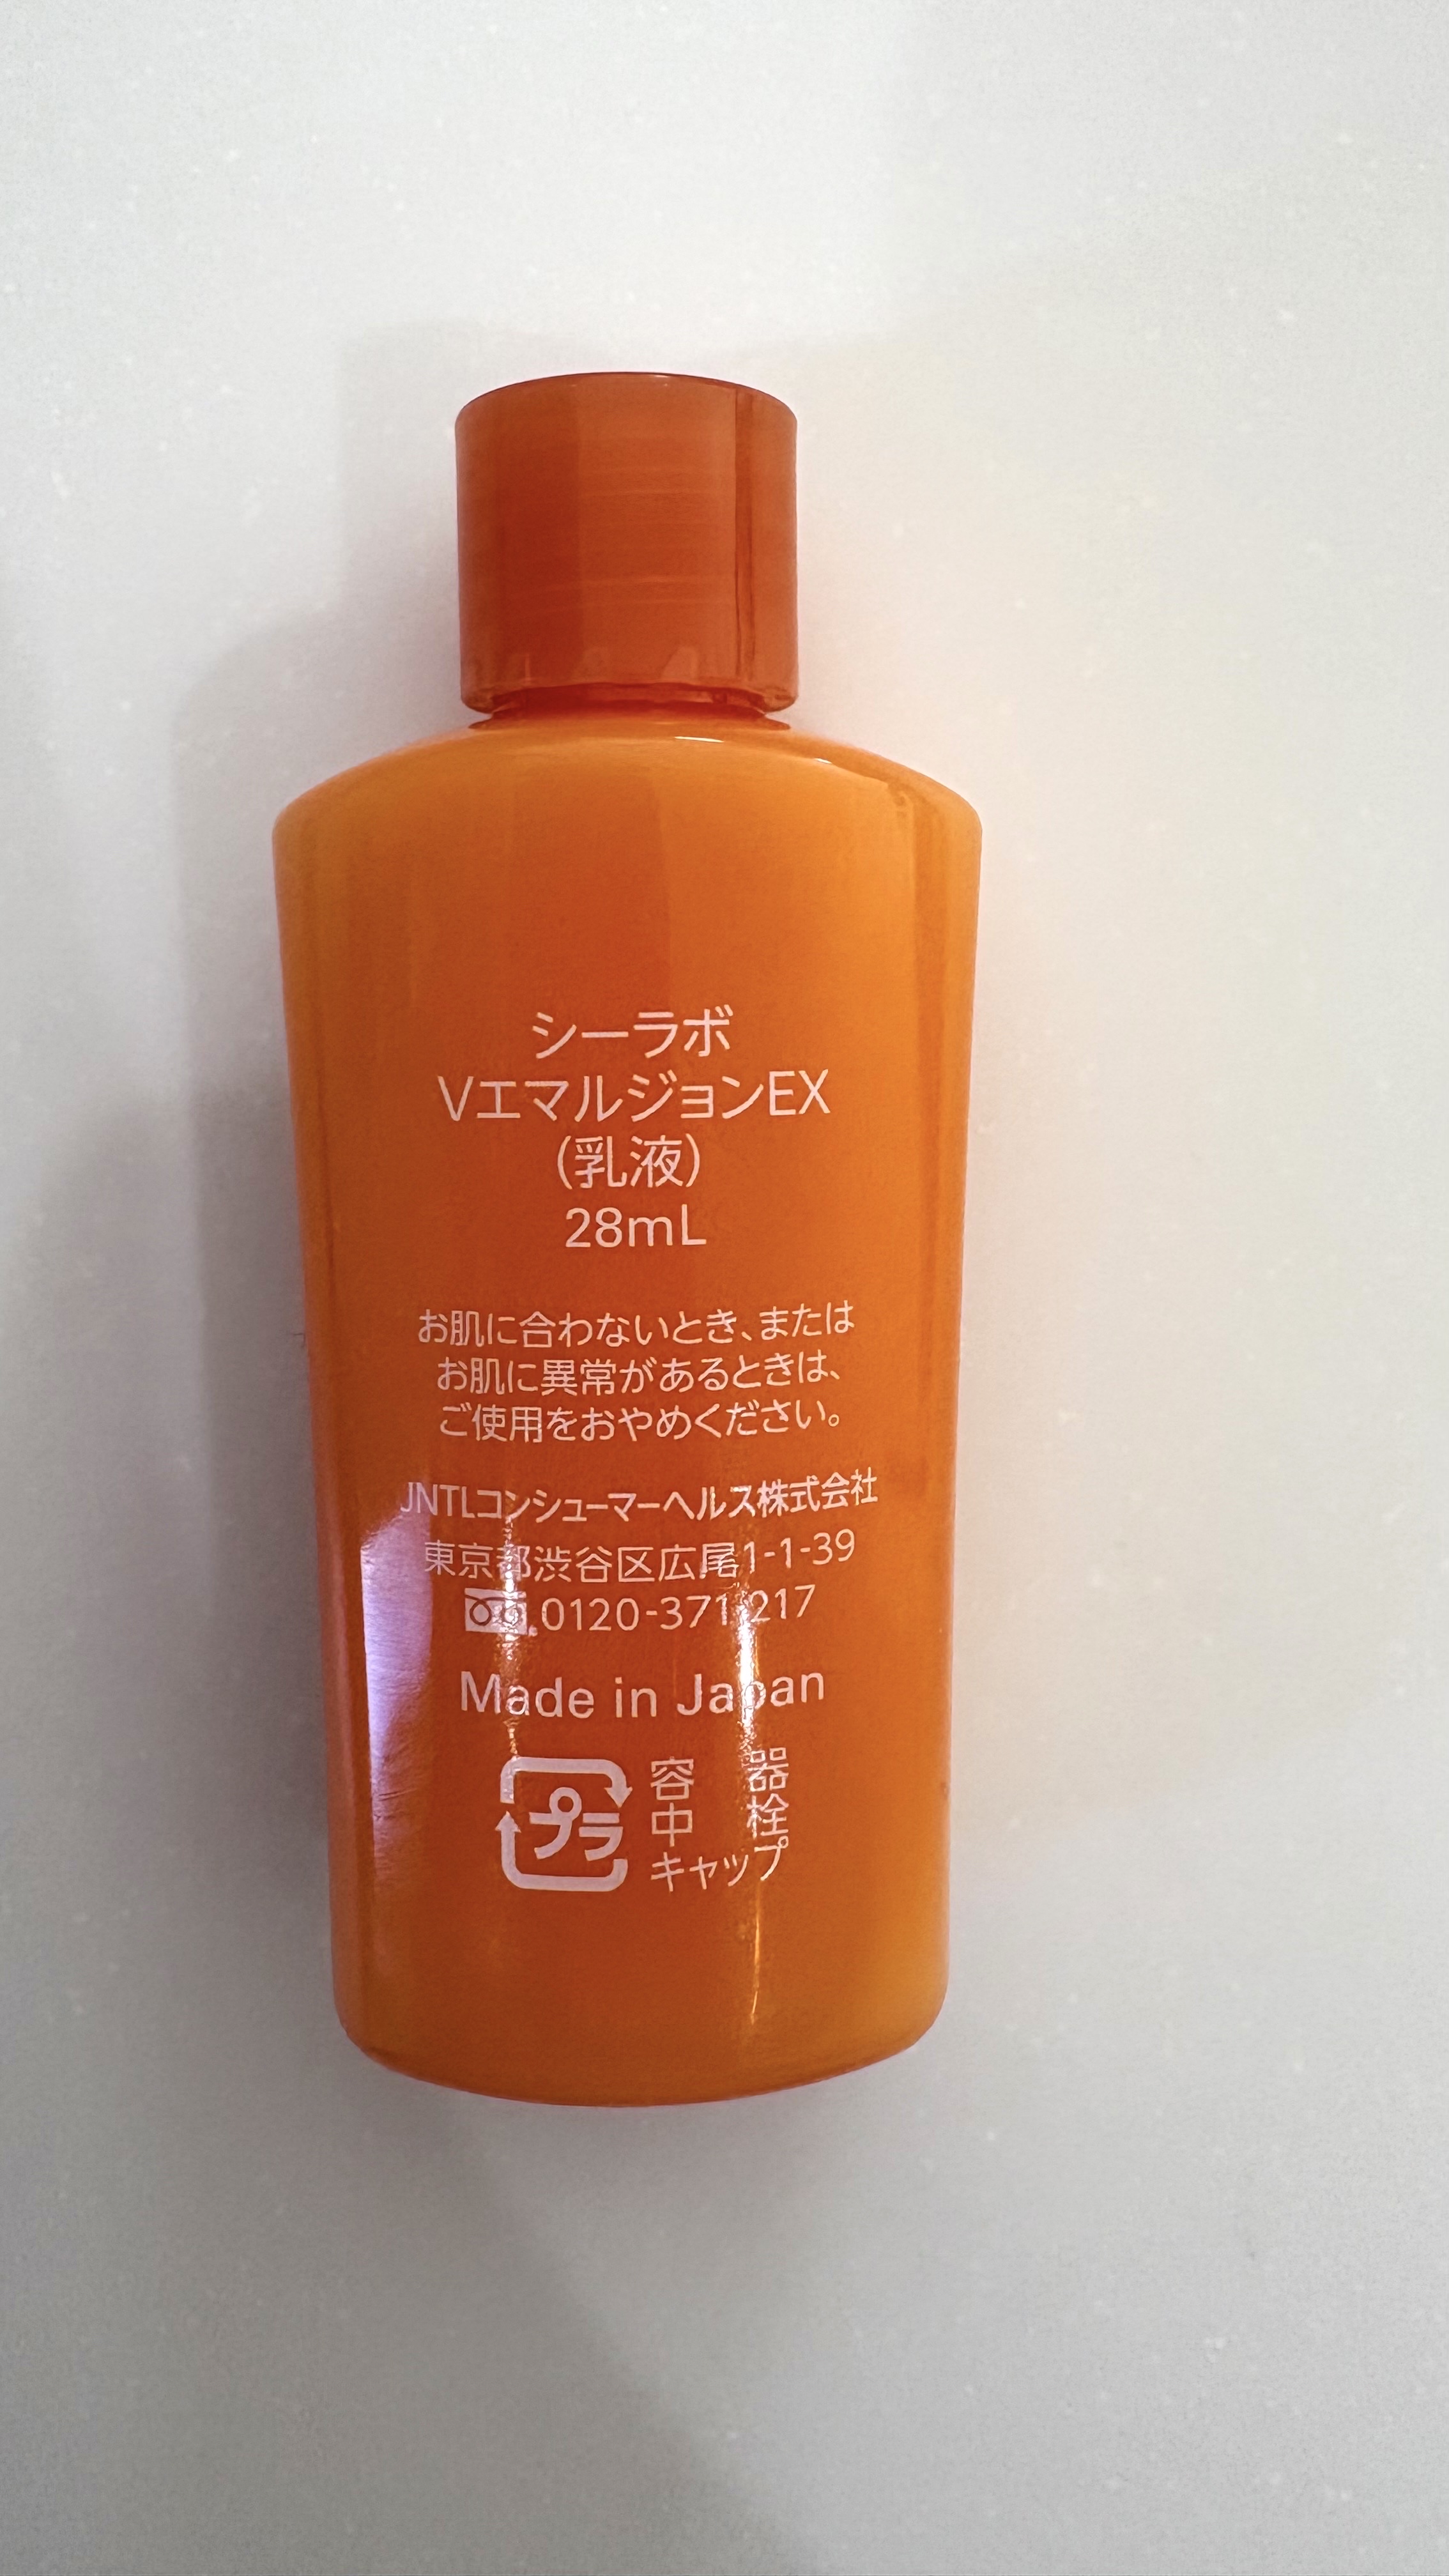 シーラボ
VエマルジョンEX
(乳液)
28mL
お肌に合わないとき、または
お肌に異常があるときは、
ご使用をおやめください。
JNTLコンシューマーヘルス株式会社
東京都渋谷区広尾1-1-39
0120-371-217
Made in Japan
プラ
容器
中栓
キャップ